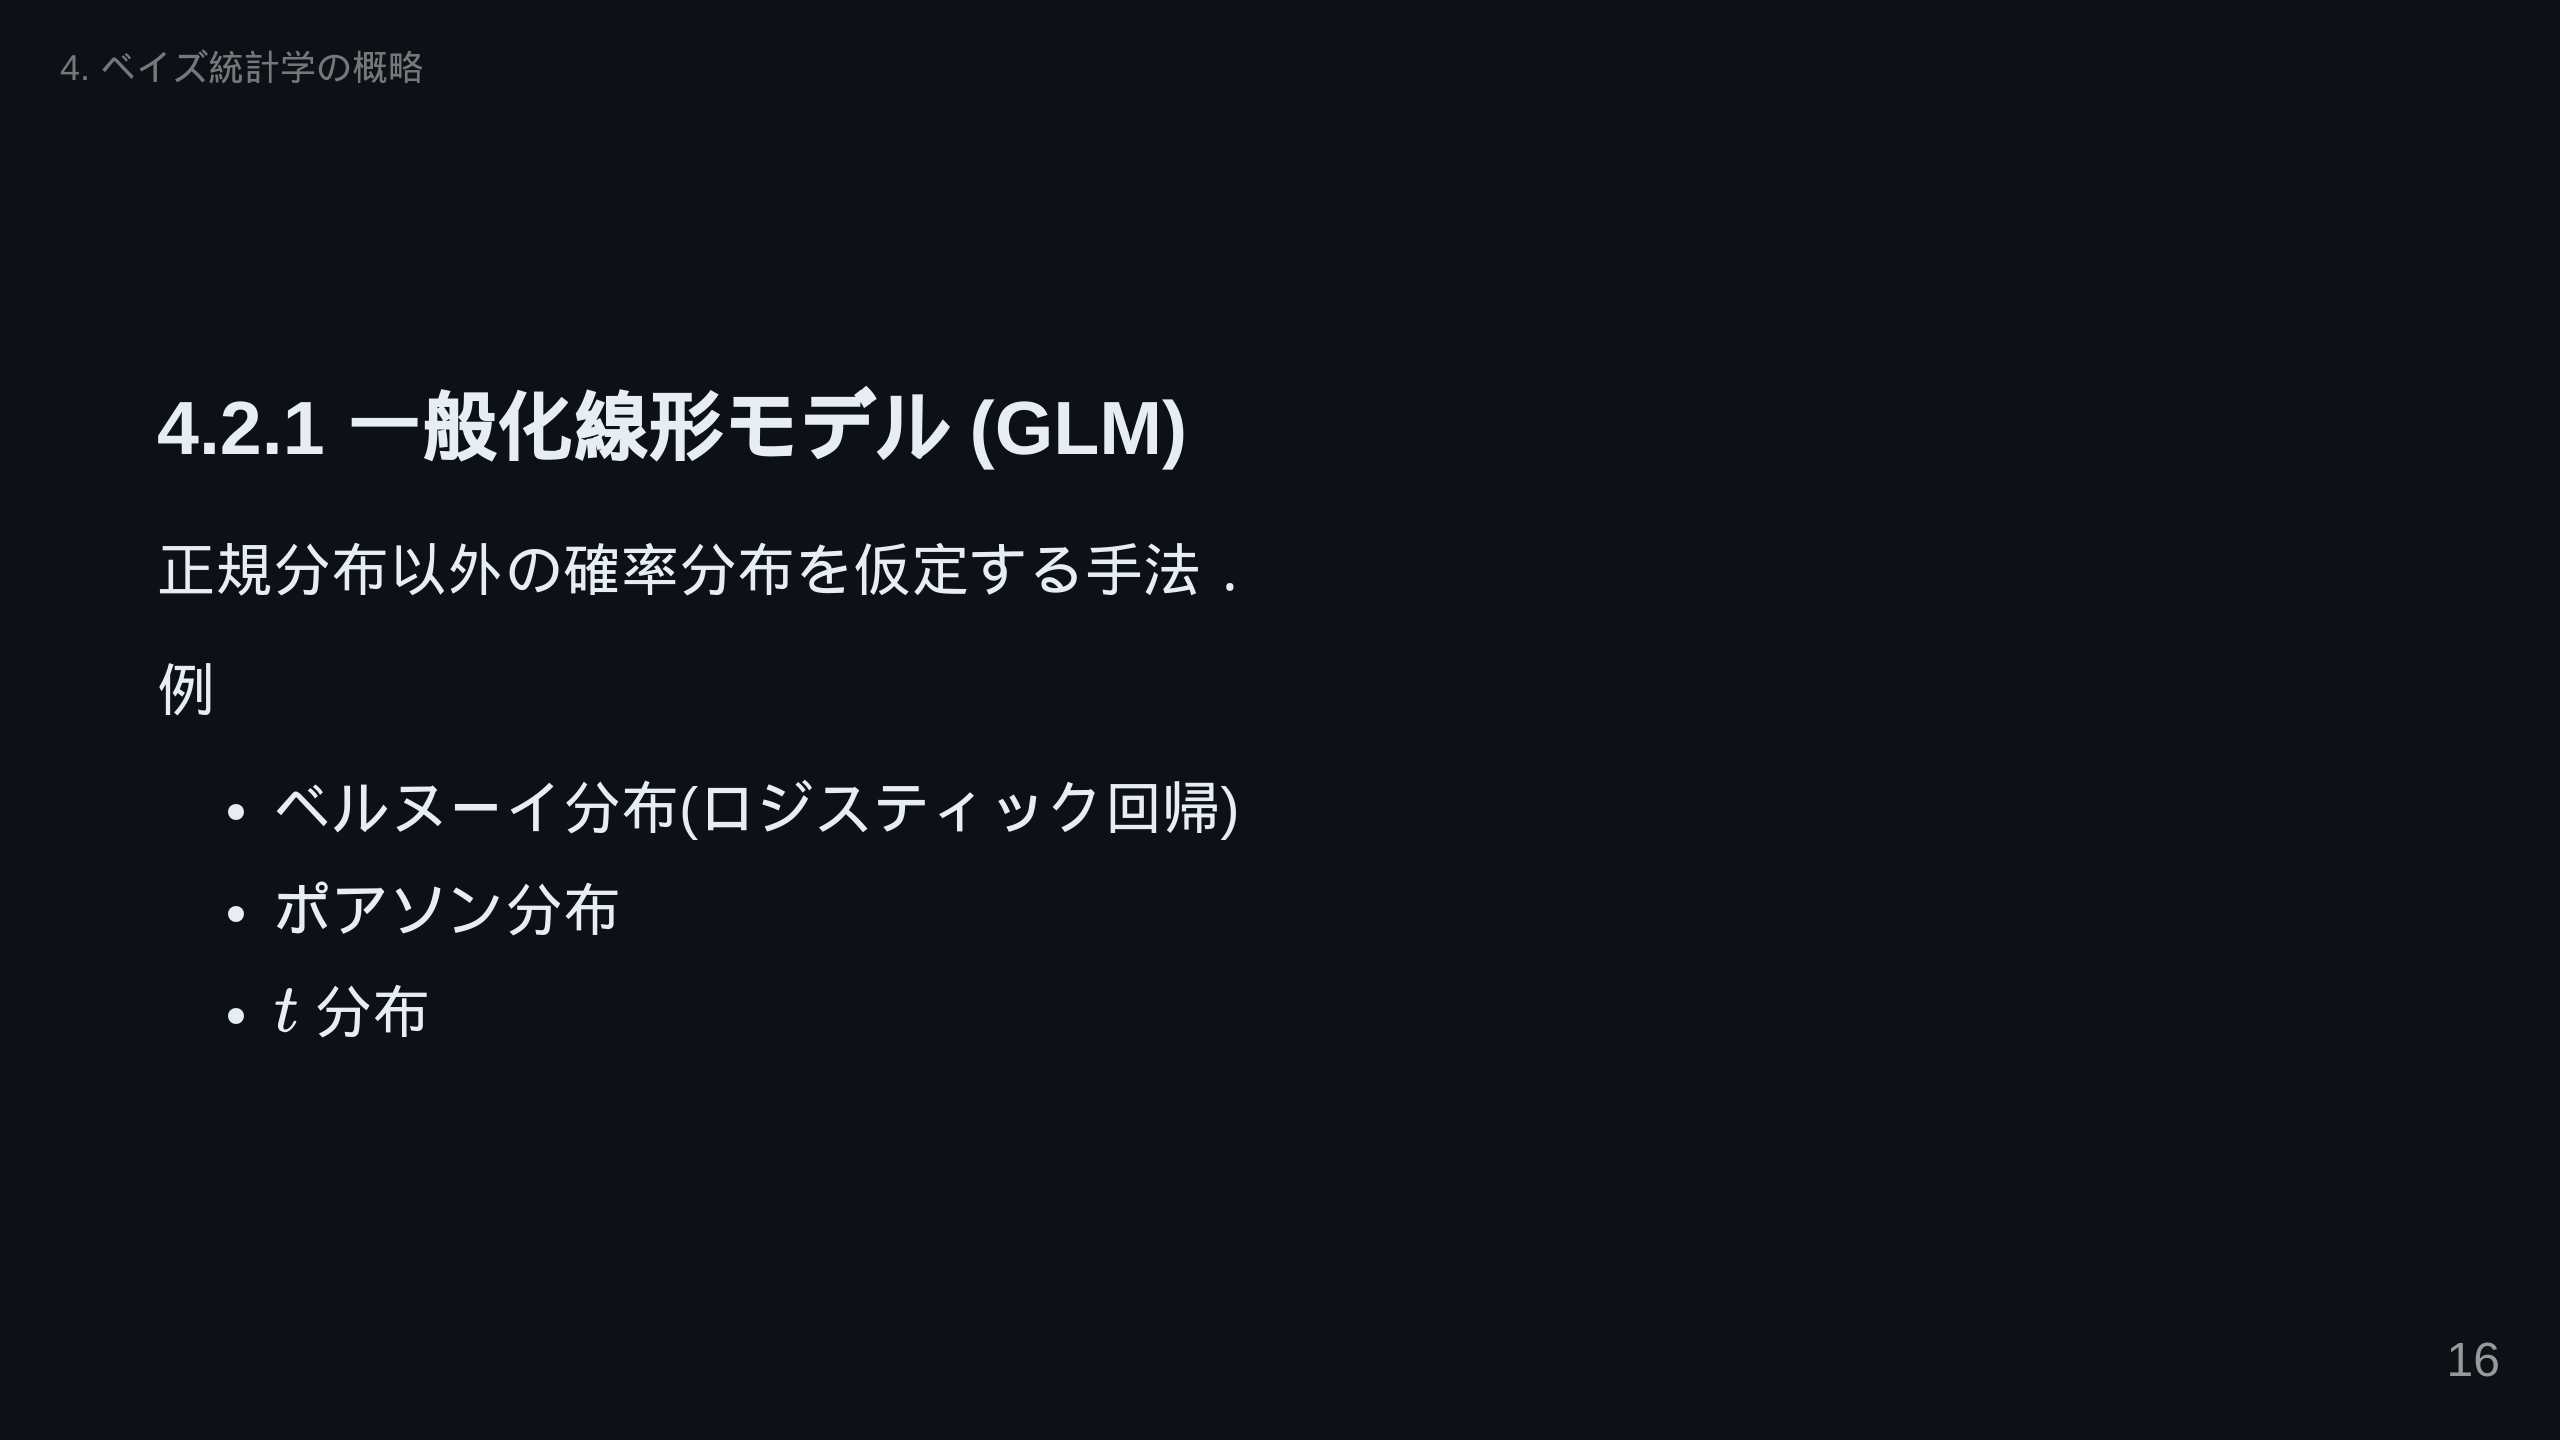 4. ベイズ統計学の概略
4.2.1 一般化線形モデル (GLM)
正規分布以外の確率分布を仮定する手法．
例
• ベルヌーイ分布(ロジスティック回帰)
• ポアソン分布
• t 分布
16